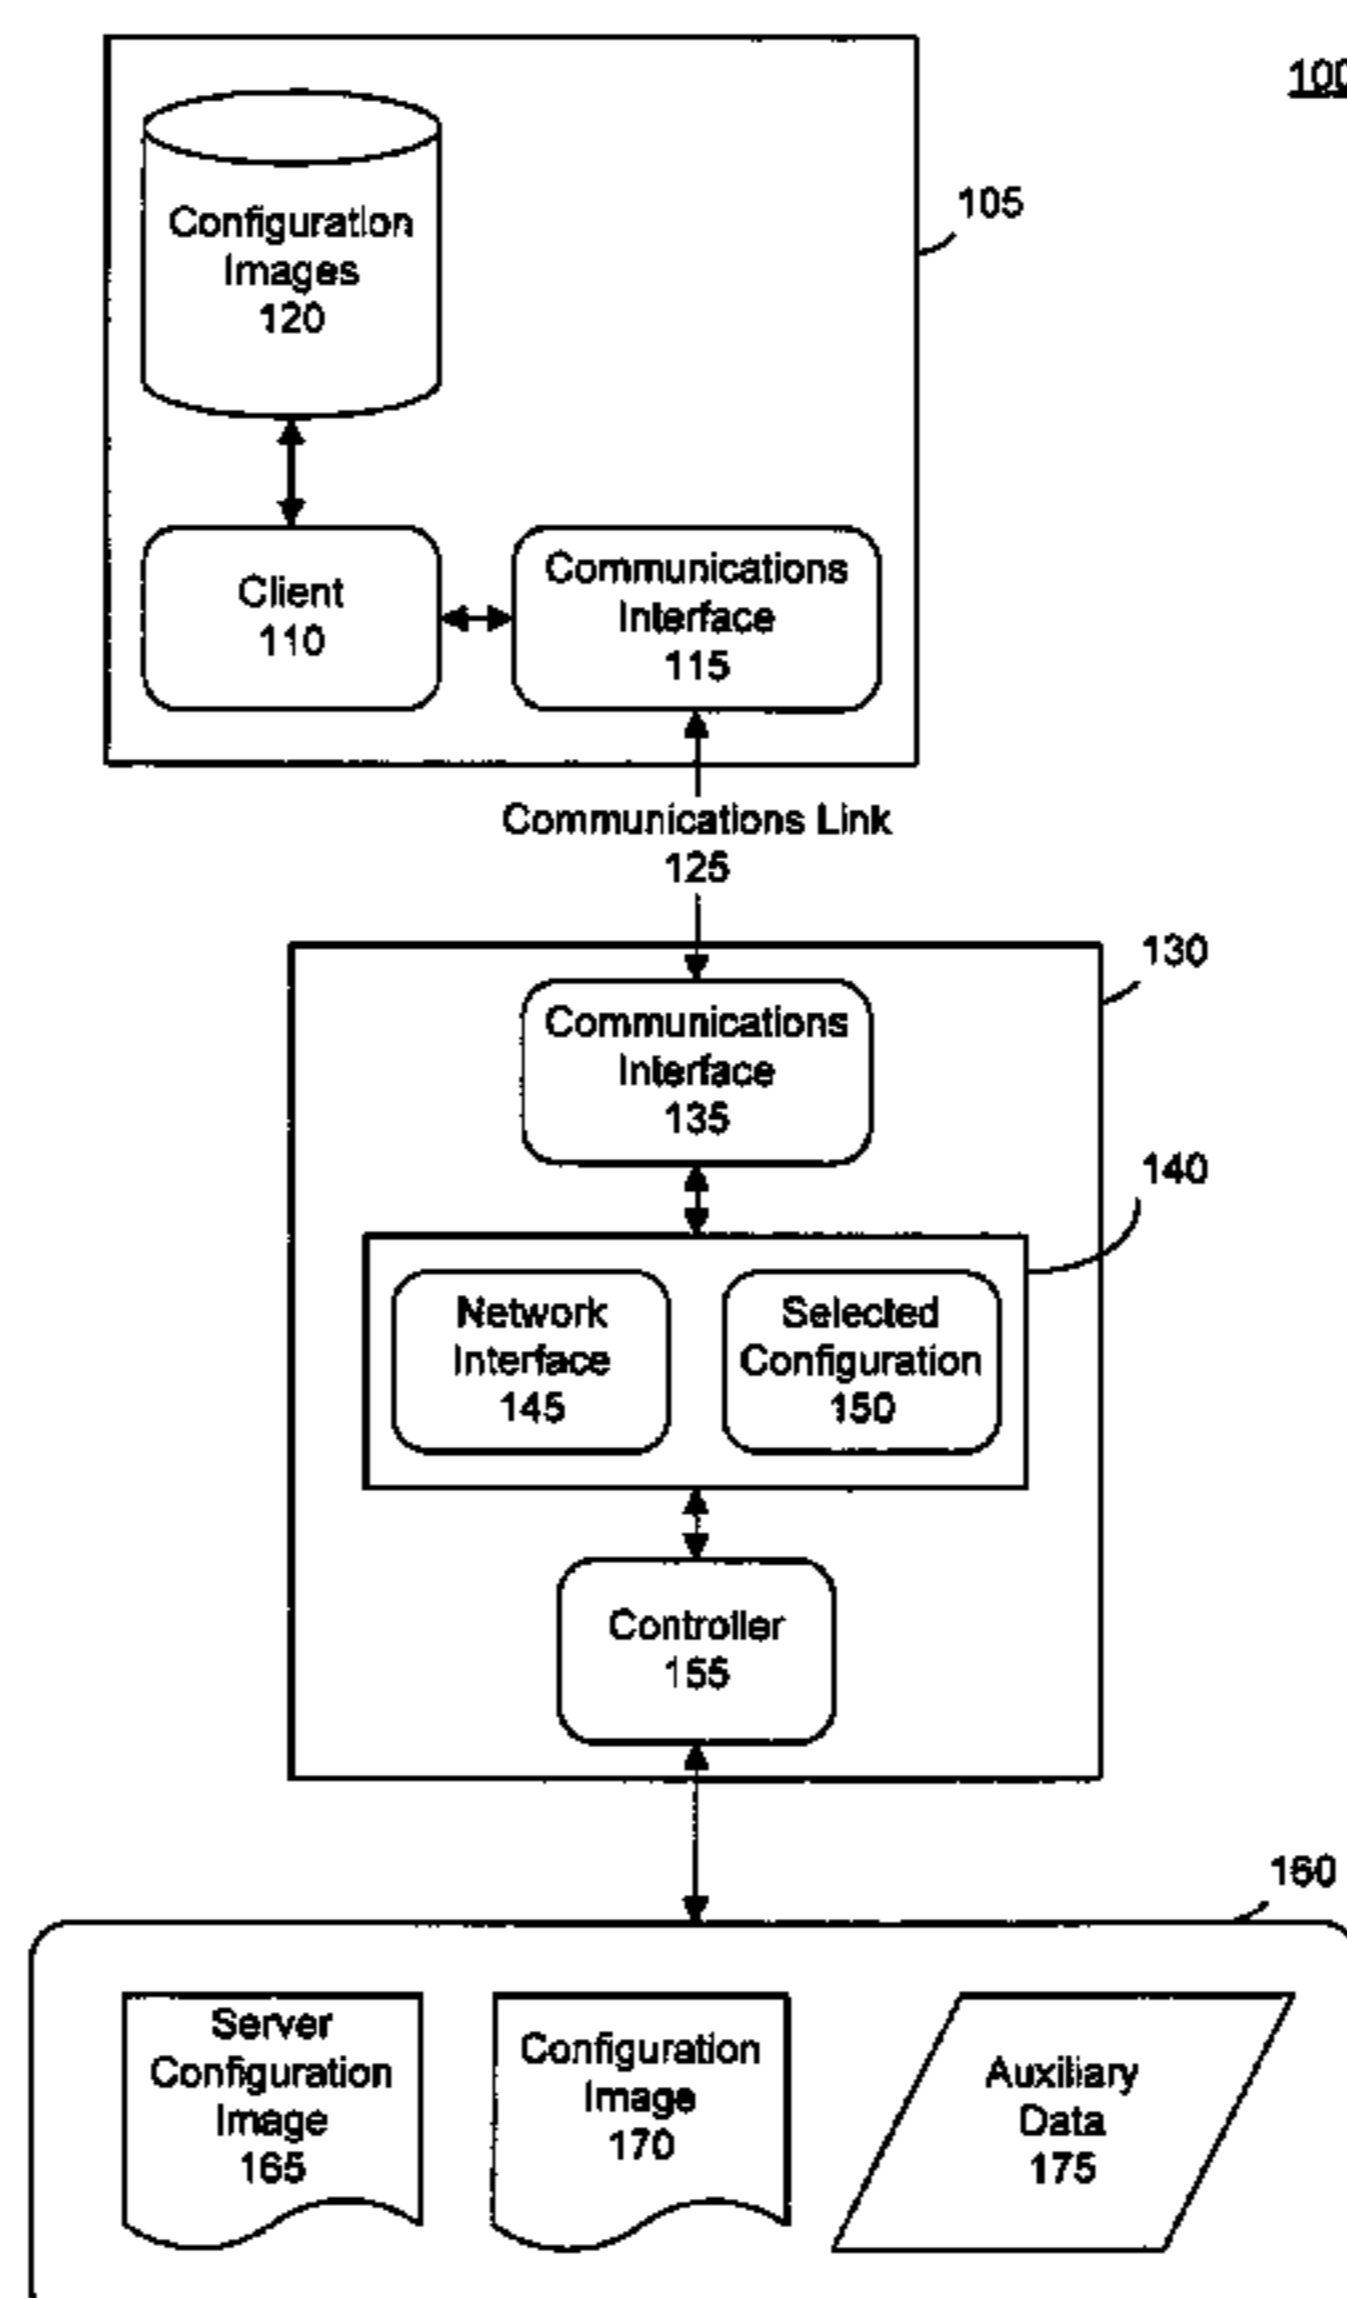 100
Configuration
Images
120
105
Client
110
Communications
Interface
115
Communications Link
125
130
Communications
Interface
135
140
Network
Interface
145
Selected
Configuration
150
Controller
155
160
Server
Configuration
Image
165
Configuration
Image
170
Auxiliary
Data
175